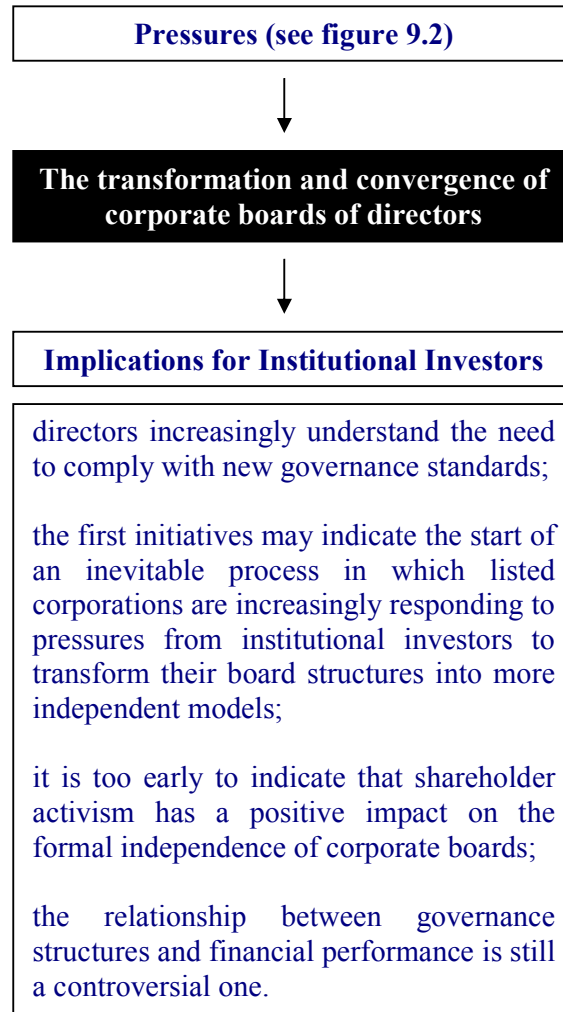 Pressures (see figure 9.2)
The transformation and convergence of
corporate boards of directors
Implications for Institutional Investors
directors increasingly understand the need
to comply with new governance standards;
the first initiatives may indicate the start of
an inevitable process in which listed
corporations are increasingly responding to
pressures from institutional investors to
transform their board structures into more
independent models;
it is too early to indicate that shareholder
activism has a positive impact on the
formal independence of corporate boards;
the relationship between governance
structures and financial performance is still
a controversial one.